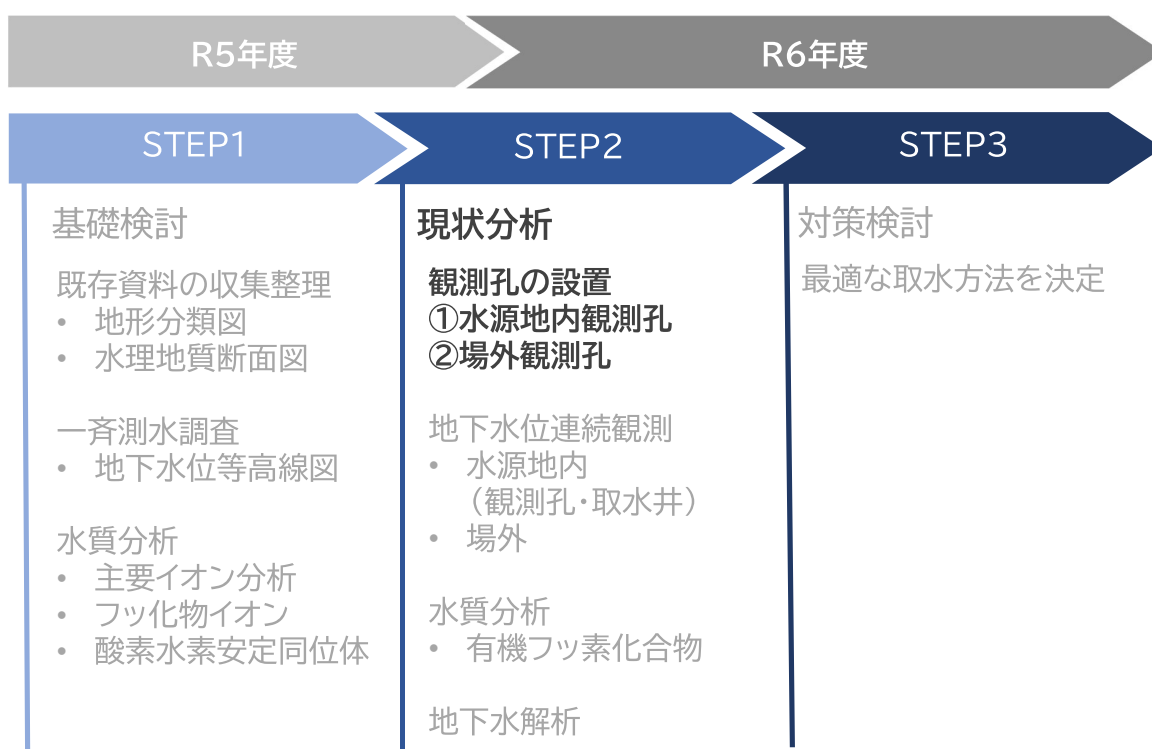 R5年度
R6年度
STEP1
STEP2
STEP3
基礎検討
既存資料の収集整理
• 地形分類図
• 水理地質断面図
一斉測水調査
• 地下水位等高線図
水質分析
• 主要イオン分析
• フッ化物イオン
• 酸素水素安定同位体
現状分析
観測孔の設置
①水源地内観測孔
②場外観測孔
地下水位連続観測
• 水源地内
（観測孔・取水井）
• 場外
水質分析
• 有機フッ素化合物
地下水解析
対策検討
最適な取水方法を決定